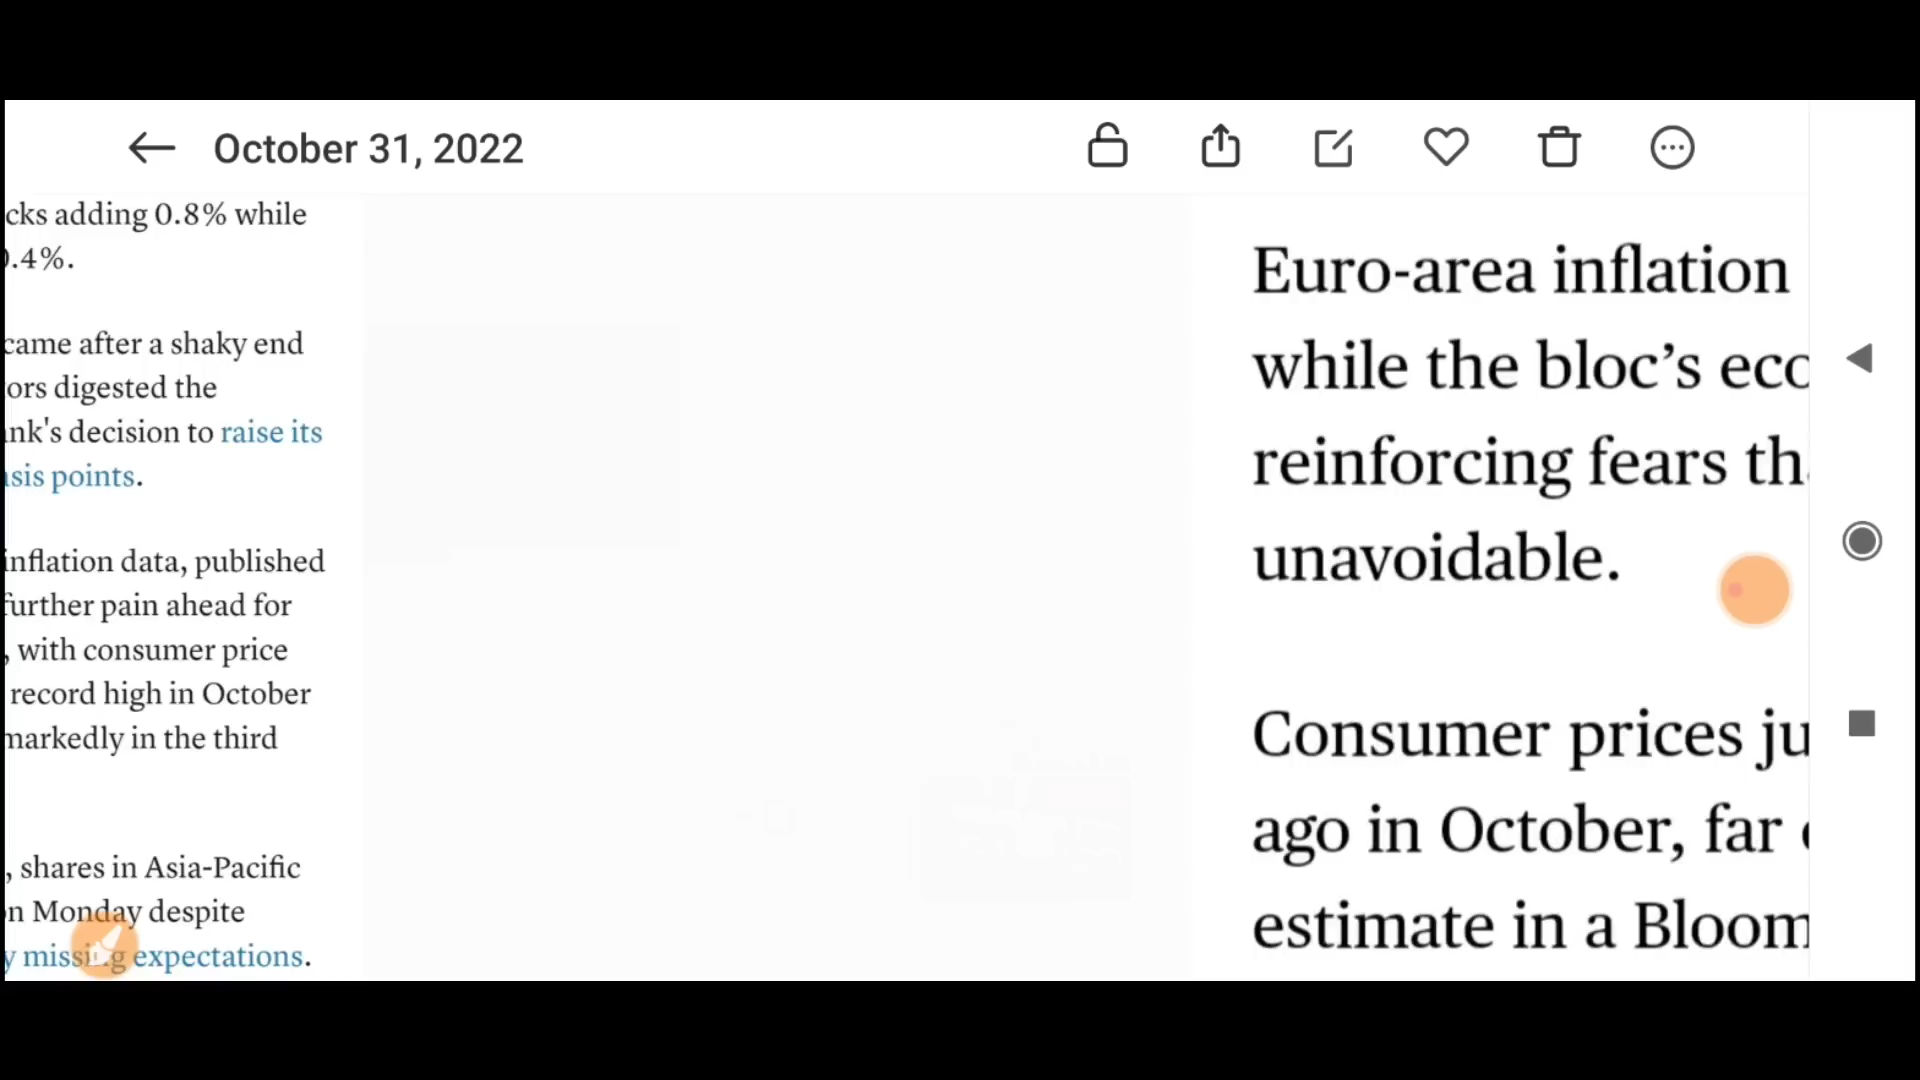 October 31, 2022
cks adding 0.8% while
.4%.
came after a shaky end
ors digested the
nk's decision to raise its
sis points.
inflation data, published
further pain ahead for
, with consumer price
record high in October
markedly in the third
, shares in Asia-Pacific
n Monday despite
y missing expectations.
Euro-area inflation
while the bloc’s eco
reinforcing fears th
unavoidable.
Consumer prices ju
ago in October, far
estimate in a Bloom